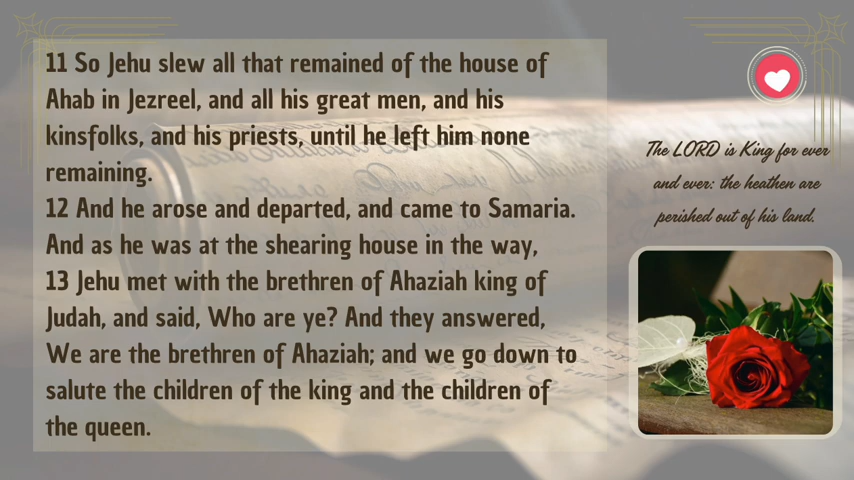 11 So Jehu slew all that remained of the house of
Ahab in Jezreel, and all his great men, and his
kinsfolks, and his priests, until he left him none
remaining.
12 And he arose and departed, and came to Samaria.
And as he was at the shearing house in the way,
13 Jehu met with the brethren of Ahaziah king of
Judah, and said, Who are ye? And they answered,
We are the brethren of Ahaziah; and we go down to
salute the children of the king and the children of
the queen.
The LORD is King for ever
and ever: the heathen are
perished out of his land.